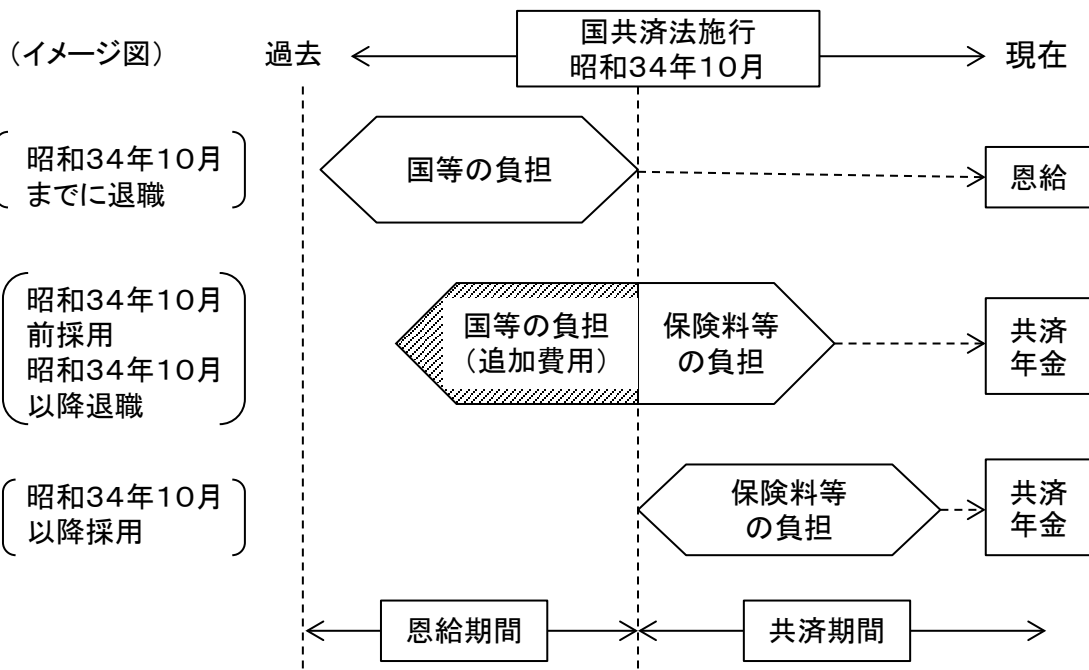 （イメージ図）
過去
国共済法施行
昭和３４年１０月
現在
昭和３４年１０月
までに退職
国等の負担
恩給
昭和３４年１０月
前採用
昭和３４年１０月
以降退職
国等の負担
（追加費用）
保険料等
の負担
共済
年金
昭和３４年１０月
以降採用
保険料等
の負担
共済
年金
恩給期間
共済期間